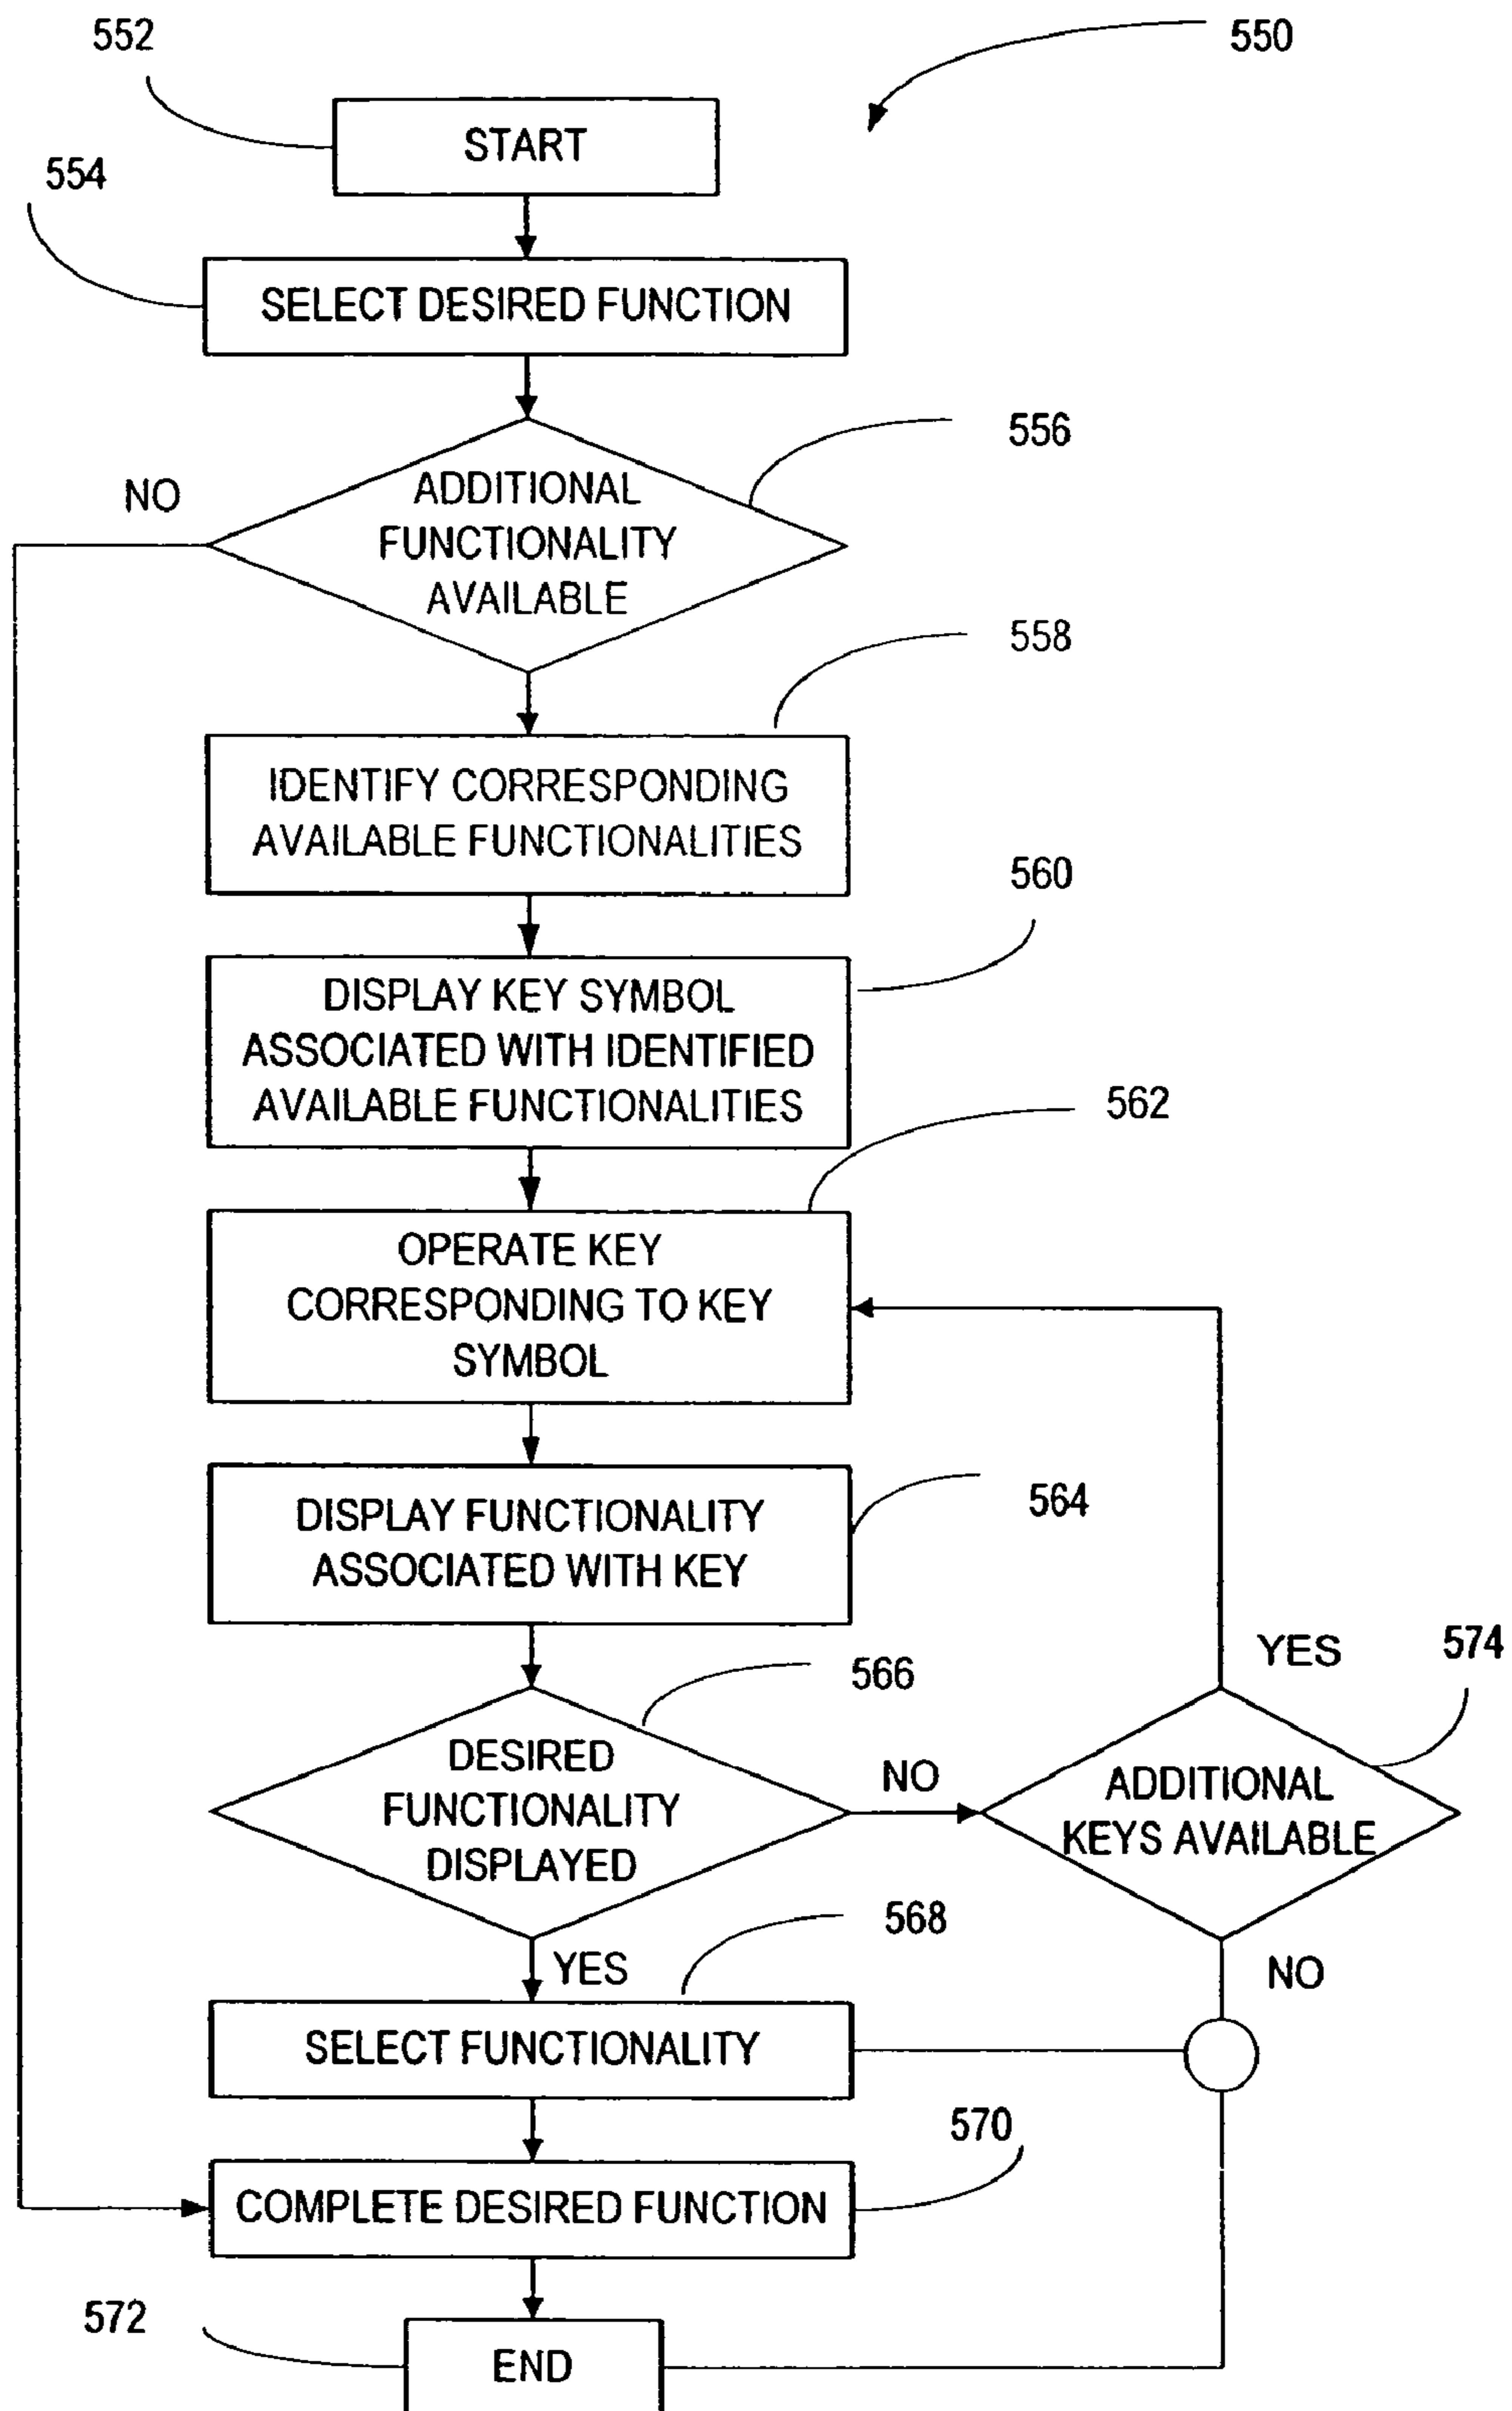 552
550
START
554
SELECT DESIRED FUNCTION
556
NO
ADDITIONAL
FUNCTIONALITY
AVAILABLE
558
IDENTIFY CORRESPONDING
AVAILABLE FUNCTIONALITIES
560
DISPLAY KEY SYMBOL
ASSOCIATED WITH IDENTIFIED
AVAILABLE FUNCTIONALITIES
562
OPERATE KEY
CORRESPONDING TO KEY
SYMBOL
564
DISPLAY FUNCTIONALITY
ASSOCIATED WITH KEY
566
YES
574
DESIRED
FUNCTIONALITY
DISPLAYED
NO
ADDITIONAL
KEYS AVAILABLE
568
YES
NO
SELECT FUNCTIONALITY
570
COMPLETE DESIRED FUNCTION
572
END